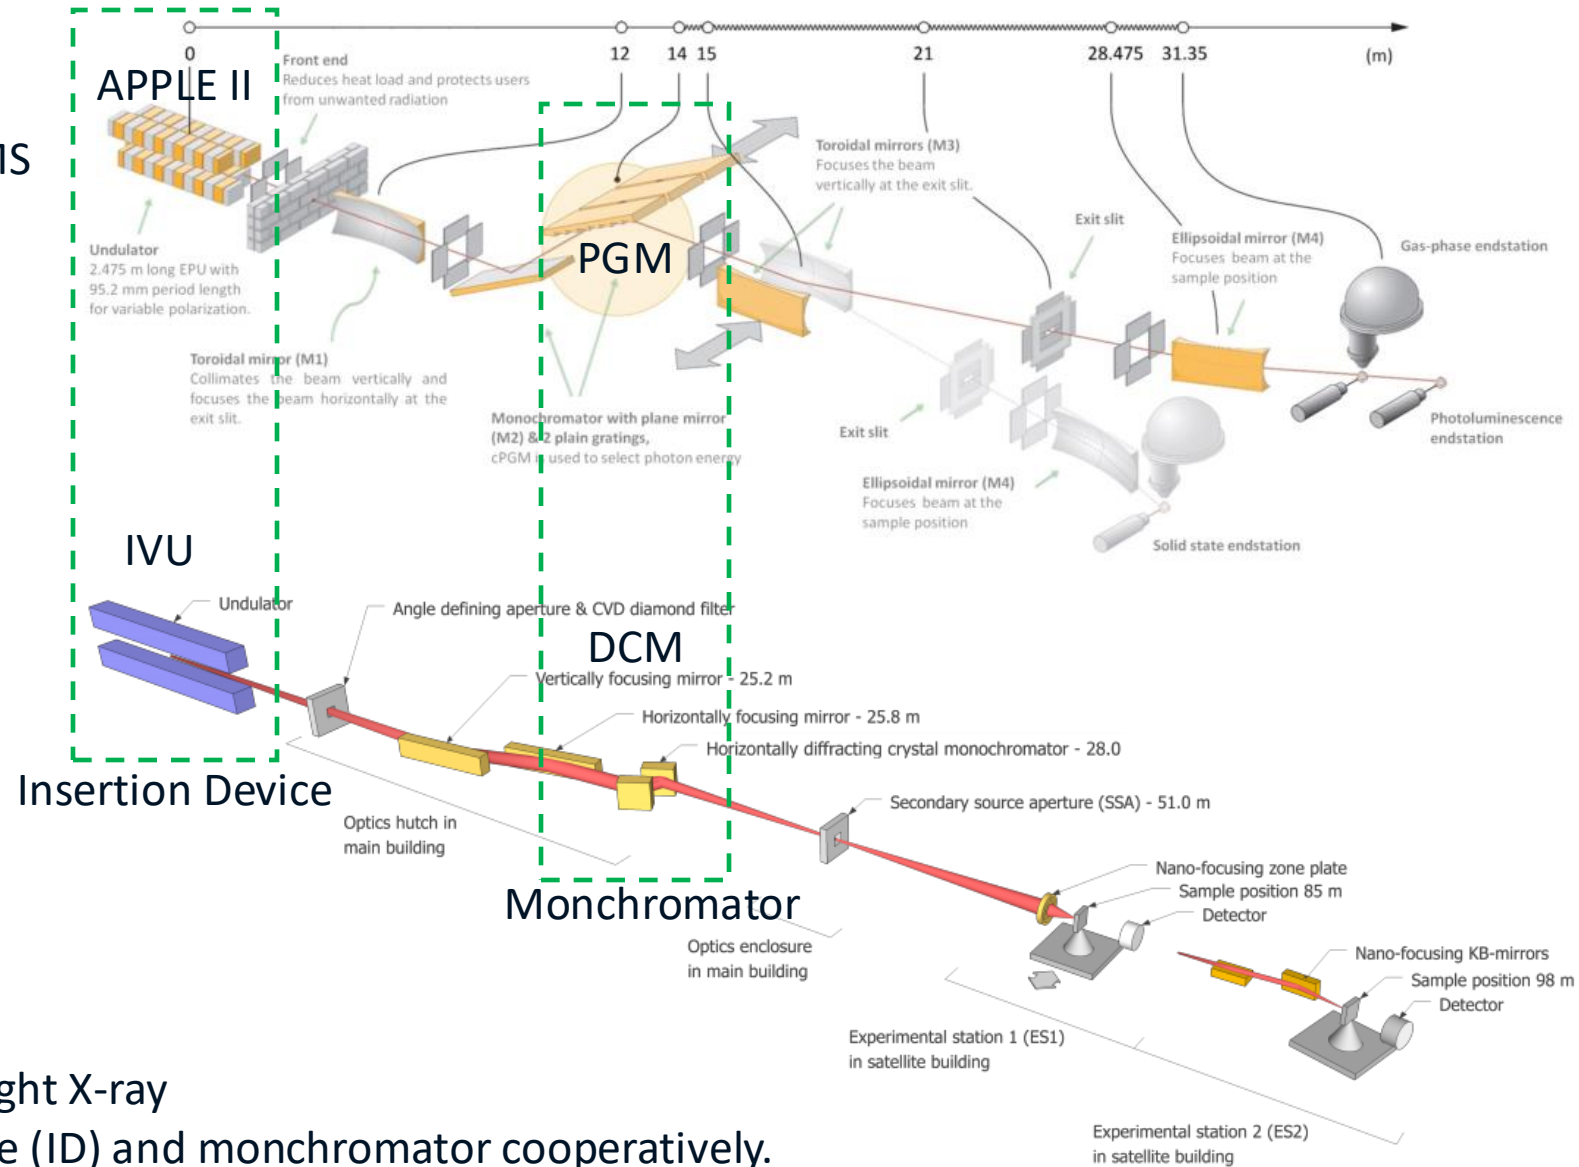 0 12 14 15 21 28.475 31.35 (m)
Front end
Reduces heat load and protects users
from unwanted radiation
APPLE II
MS
Undulator
2.475 m long EPU with
95.2 mm period length
for variable polarization.
Toroidal mirror (M1)
Collimates the beam vertically and
focuses the beam horizontally at the
exit slit.
PGM
Monochromator with plane mirror
(M2) & 2 plain gratings,
cPGM is used to select photon energy
Toroidal mirrors (M3)
Focuses the beam
vertically at the exit slit.
Exit slit
Ellipsoidal mirror (M4)
Focuses beam at the
sample position
Gas-phase endstation
Photoluminescence
endstation
Exit slit
Ellipsoidal mirror (M4)
Focuses beam at the
sample position
Solid state endstation
IVU
Undulator
Angle defining aperture & CVD diamond filter
DCM
Vertically focusing mirror - 25.2 m
Horizontally focusing mirror - 25.8 m
Horizontally diffracting crystal monochromator - 28.0
Insertion Device
Optics hutch in
main building
Secondary source aperture (SSA) - 51.0 m
Monchromator
Optics enclosure
in main building
Nano-focusing zone plate
Sample position 85 m
Detector
Nano-focusing KB-mirrors
Sample position 98 m
Detector
Experimental station 1 (ES1)
in satellite building
Experimental station 2 (ES2)
in satellite building
ght X-ray
e (ID) and monchromator cooperatively.